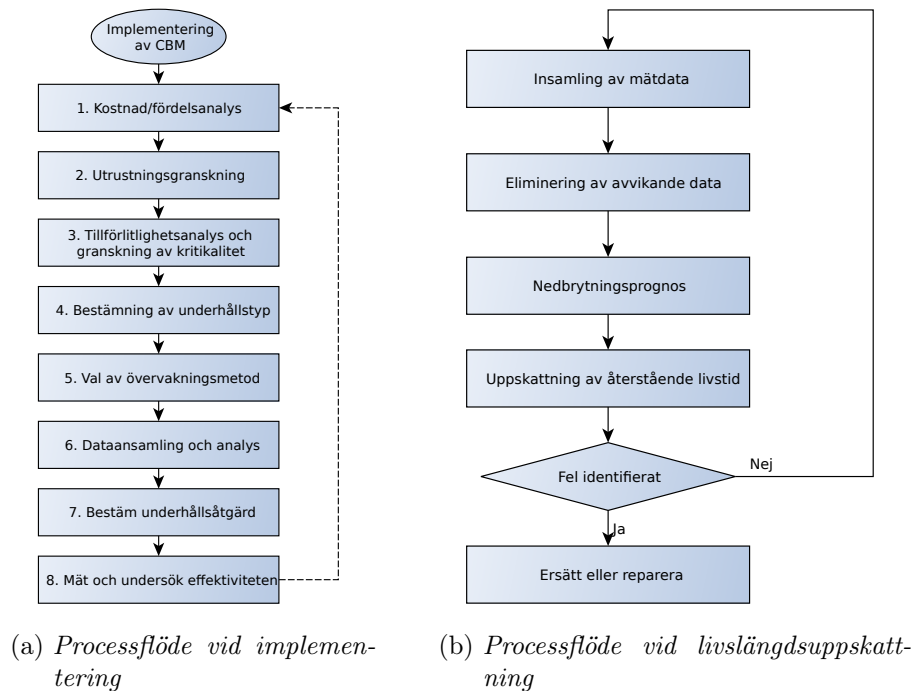 Implementering
av CBM
1. Kostnad/fördelsanalys
2. Utrustningsgranskning
3. Tillförlitlighetsanalys och
granskning av kritikalitet
4. Bestämning av underhållstyp
5. Val av övervakningsmetod
6. Dataansamling och analys
7. Bestäm underhållsåtgärd
8. Mät och undersök effektiviteten
(a) Processflöde vid implemen-
tering
Insamling av mätdata
Eliminering av avvikande data
Nedbrytningsprognos
Uppskattning av återstående livstid
Fel identifierat
Nej
Ja
Ersätt eller reparera
(b) Processflöde vid livslängdsuppskatt-
ning